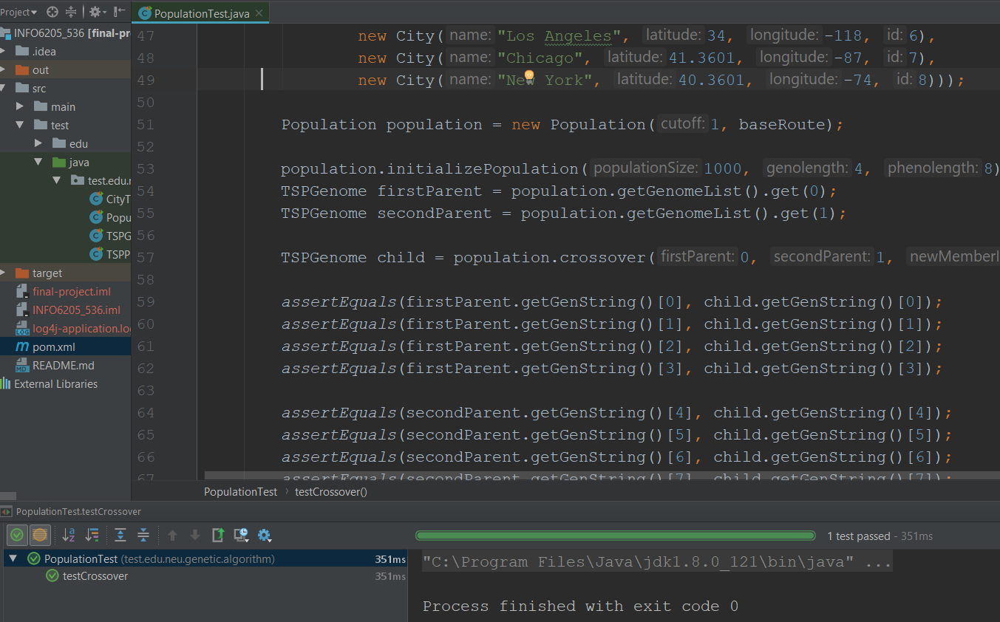 Project
PopulationTest.java
INFO6205_536 [final-pr
.idea
out
src
main
test
edu
java
test.edu.r
CityT
Popu
TSPG
TSPP
target
final-project.iml
INFO6205_536.iml
log4j-application.lo
pom.xml
README.md
External Libraries
47 new City( name: "Los Angeles", latitude: 34, longitude: -118, id: 6),
48 new City( name: "Chicago", latitude: 41.3601, longitude: -87, id: 7),
49 new City( name: "New York", latitude: 40.3601, longitude: -74, id: 8)));
50
51 Population population = new Population( cutoff: 1, baseRoute);
52
53 population.initializePopulation( populationSize: 1000, genolength: 4, phenolength: 8)
54 TSPGenome firstParent = population.getGenomeList().get(0);
55 TSPGenome secondParent = population.getGenomeList().get(1);
56
57 TSPGenome child = population.crossover( firstParent: 0, secondParent: 1, newMemberI
58
59 assertEquals(firstParent.getGenString()[0], child.getGenString()[0]);
60 assertEquals(firstParent.getGenString()[1], child.getGenString()[1]);
61 assertEquals(firstParent.getGenString()[2], child.getGenString()[2]);
62 assertEquals(firstParent.getGenString()[3], child.getGenString()[3]);
63
64 assertEquals(secondParent.getGenString()[4], child.getGenString()[4]);
65 assertEquals(secondParent.getGenString()[5], child.getGenString()[5]);
66 assertEquals(secondParent.getGenString()[6], child.getGenString()[6]);
67 assertEquals(secondParent.getGenString()[7], child.getGenString()[7]);
PopulationTest › testCrossover()
PopulationTest.testCrossover
1 test passed - 351ms
PopulationTest (test.edu.neu.genetic.algorithm) 351ms
testCrossover 351ms
"C:\Program Files\Java\jdk1.8.0_121\bin\java" ...
Process finished with exit code 0